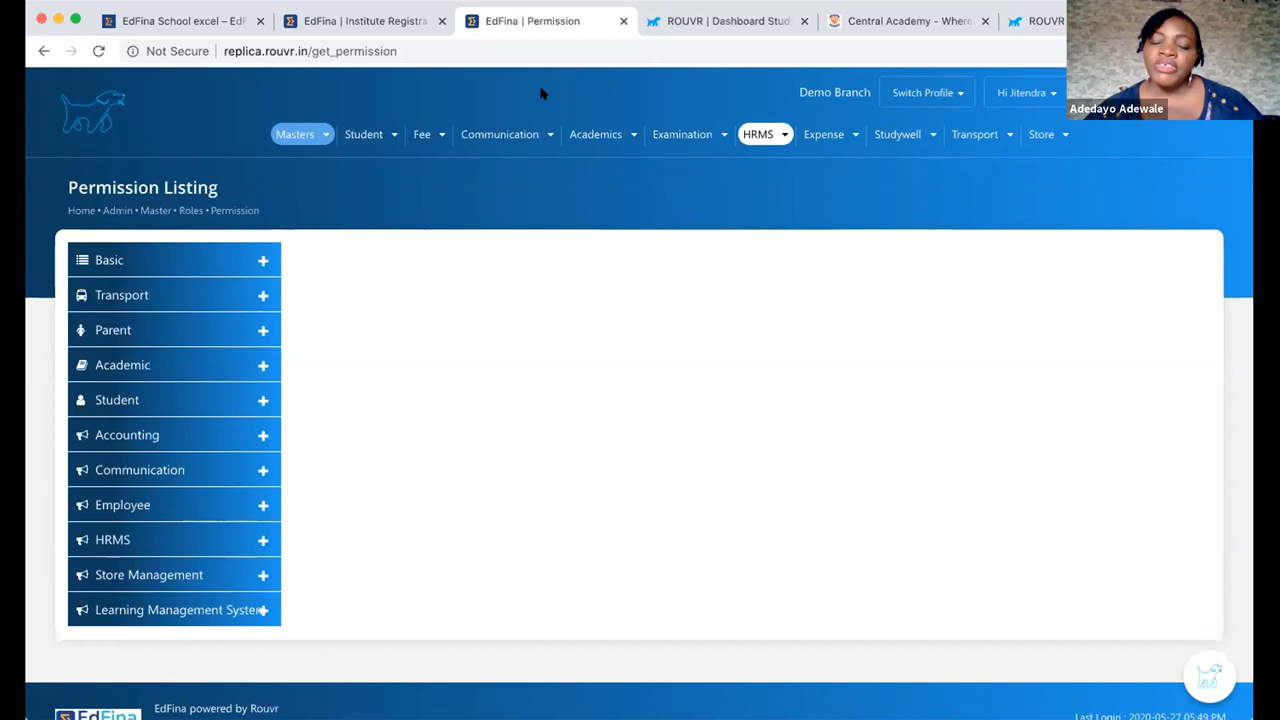 EdFina School excel – EdF
EdFina | Institute Registra
EdFina | Permission
ROUVR | Dashboard Stud
Central Academy - Where
ROUVR
Not Secure
replica.rouvr.in/get_permission
Adedayo Adewale
Demo Branch
Switch Profile
Hi Jitendra
Masters
Student
Fee
Communication
Academics
Examination
HRMS
Expense
Studywell
Transport
Store
Permission Listing
Home • Admin • Master • Roles • Permission
Basic
Transport
Parent
Academic
Student
Accounting
Communication
Employee
HRMS
Store Management
Learning Management System
EdFina
EdFina powered by Rouvr
Last Login : 2020-05-27 05:49 PM